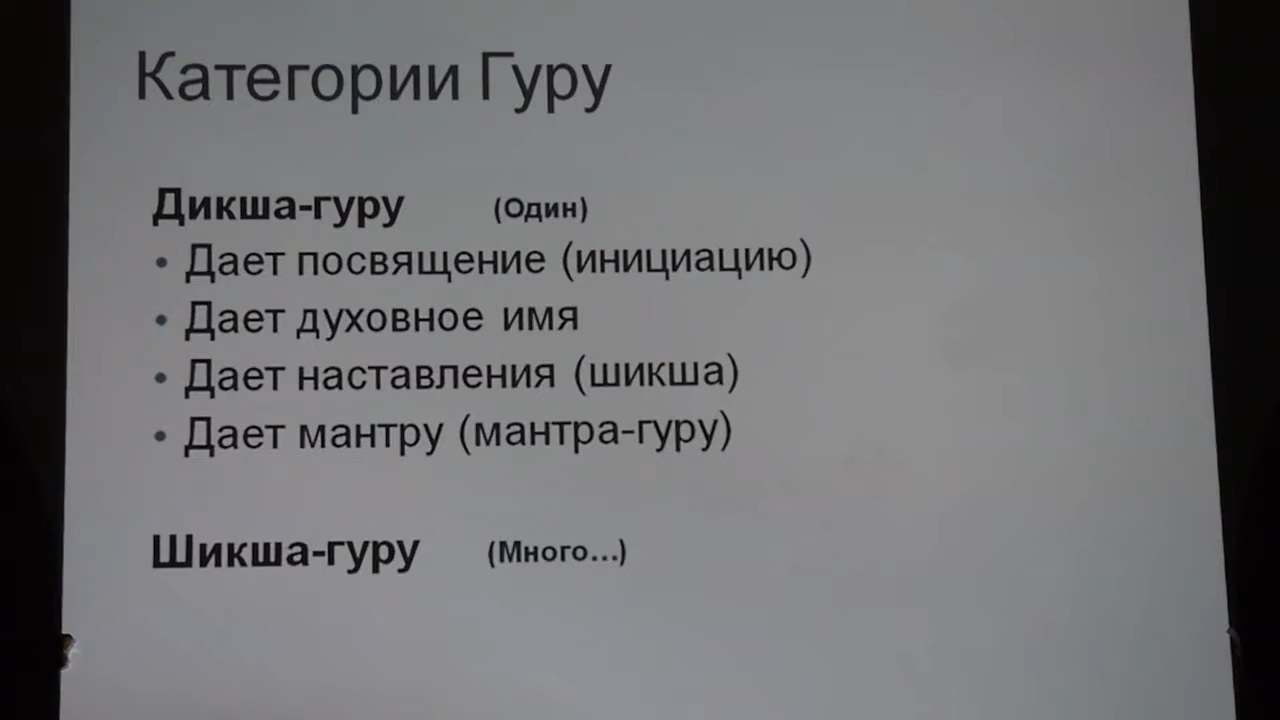 Категории Гуру
Дикша-гуру (Один)
• Дает посвящение (инициацию)
• Дает духовное имя
• Дает наставления (шикша)
• Дает мантру (мантра-гуру)
Шикша-гуру (Много...)